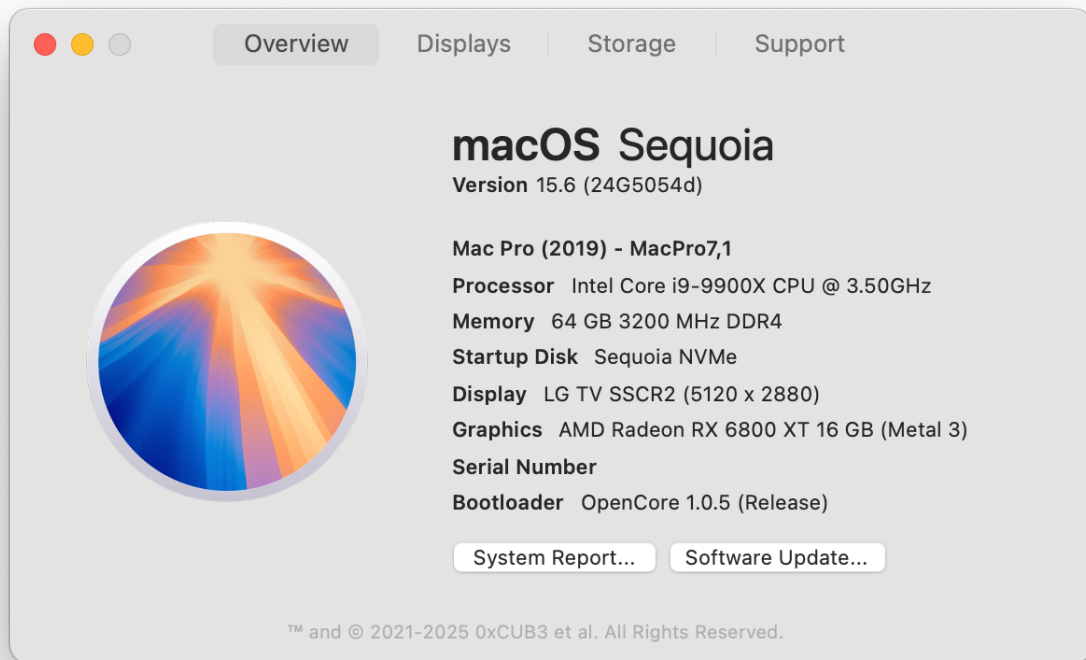 Overview Displays Storage Support
macOS Sequoia
Version 15.6 (24G5054d)
Mac Pro (2019) - MacPro7,1
Processor Intel Core i9-9900X CPU @ 3.50GHz
Memory 64 GB 3200 MHz DDR4
Startup Disk Sequoia NVMe
Display LG TV SSCR2 (5120 x 2880)
Graphics AMD Radeon RX 6800 XT 16 GB (Metal 3)
Serial Number
Bootloader OpenCore 1.0.5 (Release)
System Report... Software Update...
™ and © 2021-2025 0xCUB3 et al. All Rights Reserved.